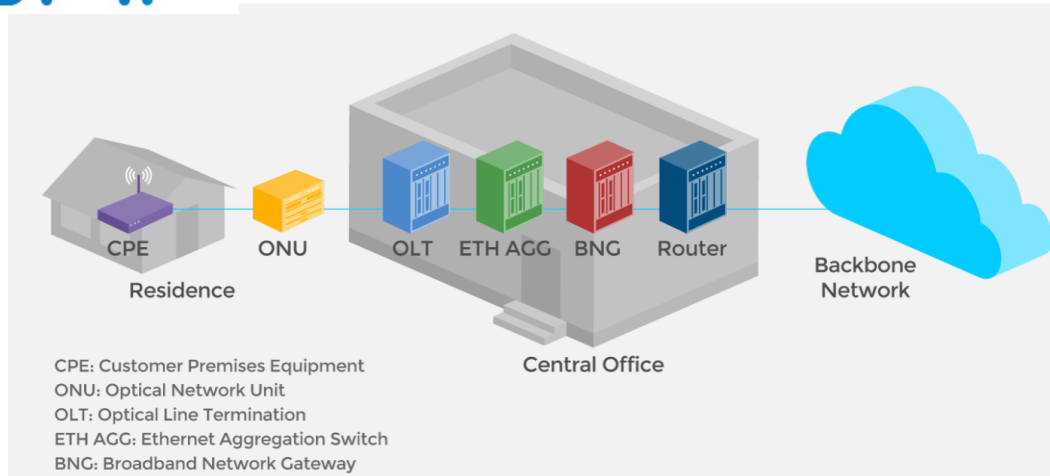 CPE
ONU
OLT
ETH AGG
BNG
Router
Residence
Backbone
Network
Central Office
CPE: Customer Premises Equipment
ONU: Optical Network Unit
OLT: Optical Line Termination
ETH AGG: Ethernet Aggregation Switch
BNG: Broadband Network Gateway